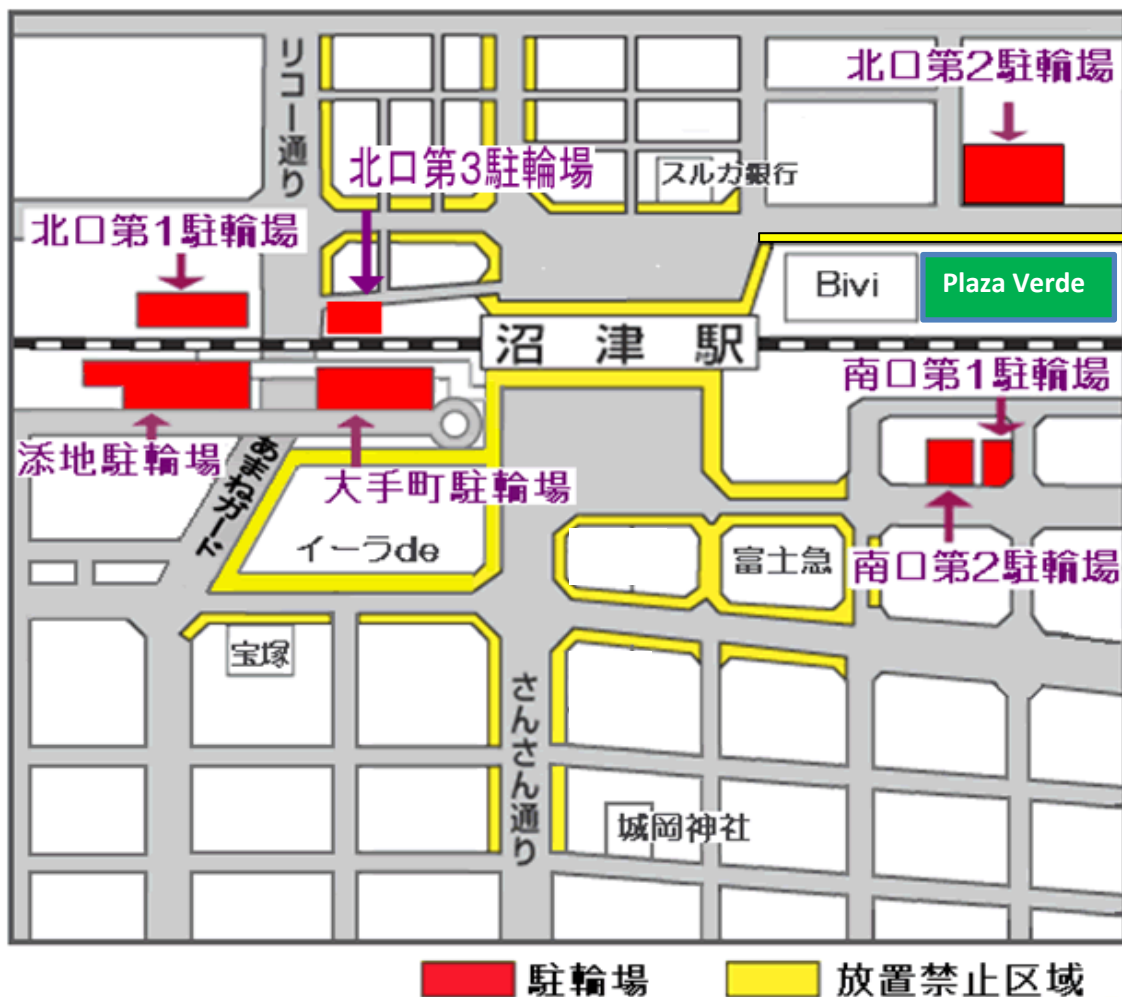 リコー通り
北口第2駐輪場
北口第3駐輪場
スルガ銀行
北口第1駐輪場
Bivi
Plaza Verde
沼津駅
南口第1駐輪場
添地駐輪場
あまねガード
大手町駐輪場
イーラde
富士急
南口第2駐輪場
宝塚
さんさん通り
城岡神社
駐輪場
放置禁止区域